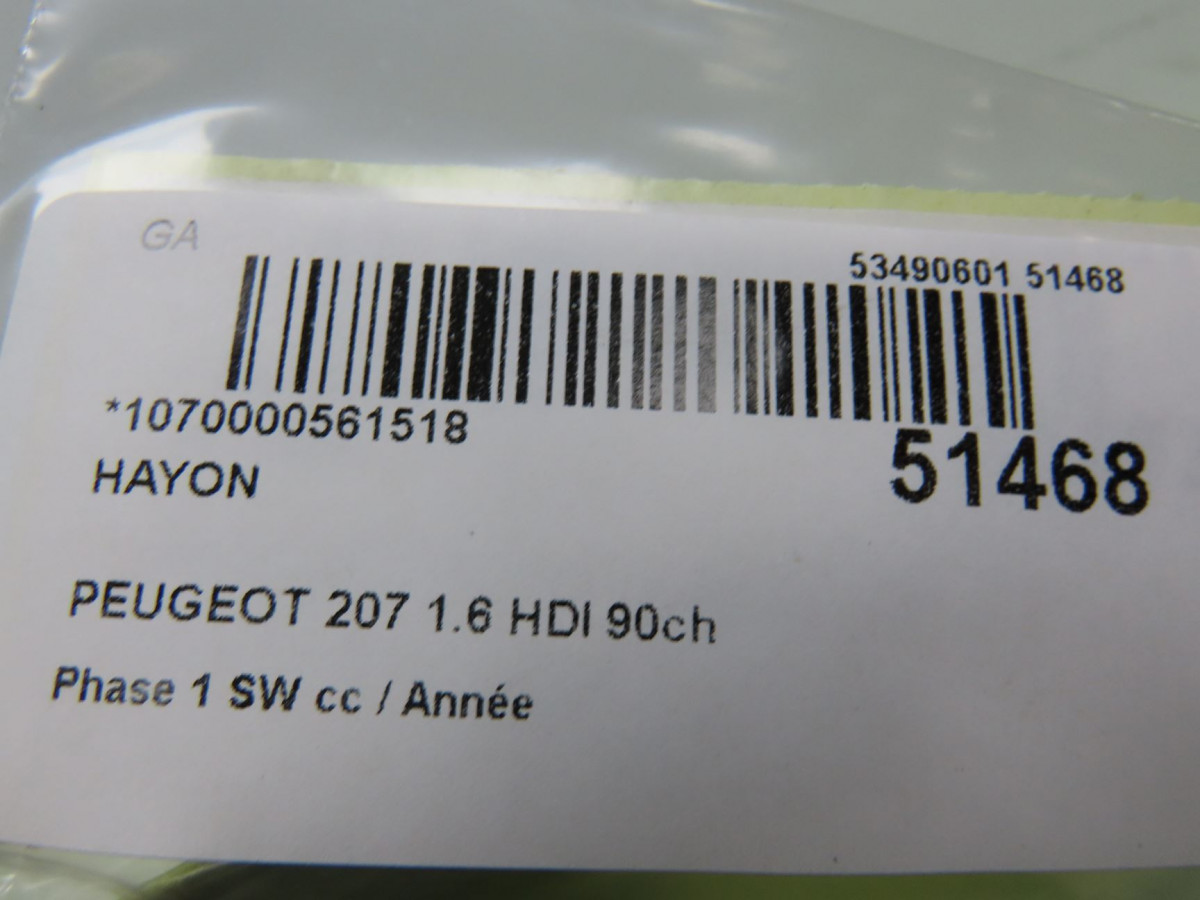 GA
53490601 51468
*1070000561518
51468
HAYON
PEUGEOT 207 1.6 HDI 90ch
Phase 1 SW cc / Année